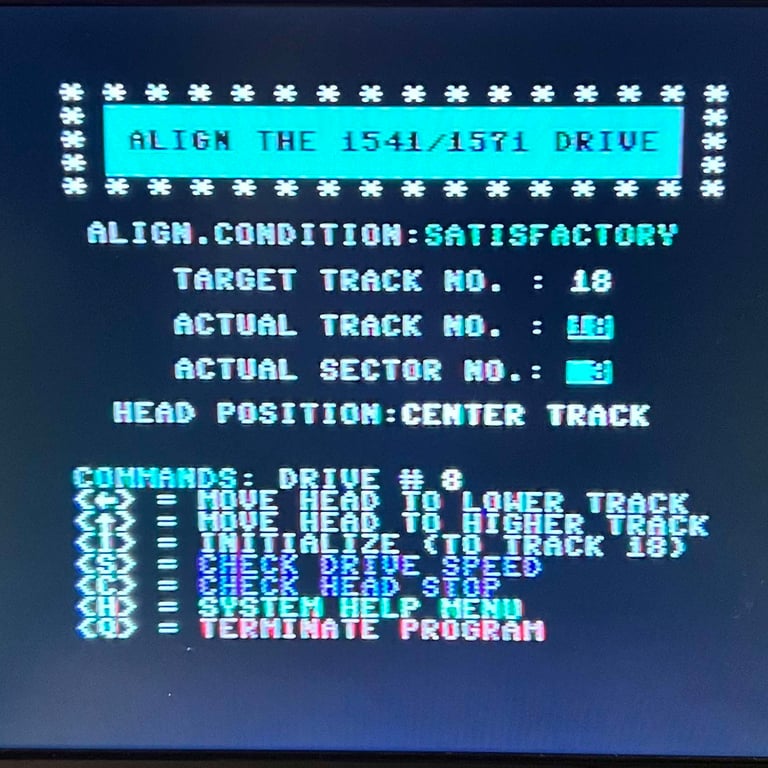 * * * * * * * * * * * * * * * *
* ALIGN THE 1541/1571 DRIVE *
* * * * * * * * * * * * * * * *
ALIGN.CONDITION:SATISFACTORY
TARGET TRACK NO. : 18
ACTUAL TRACK NO. : 18
ACTUAL SECTOR NO.: 3
HEAD POSITION:CENTER TRACK
COMMANDS: DRIVE # 8
<←> = MOVE HEAD TO LOWER TRACK
<↑> = MOVE HEAD TO HIGHER TRACK
<I> = INITIALIZE (TO TRACK 18)
<S> = CHECK DRIVE SPEED
<C> = CHECK HEAD STOP
<H> = SYSTEM HELP MENU
<Q> = TERMINATE PROGRAM